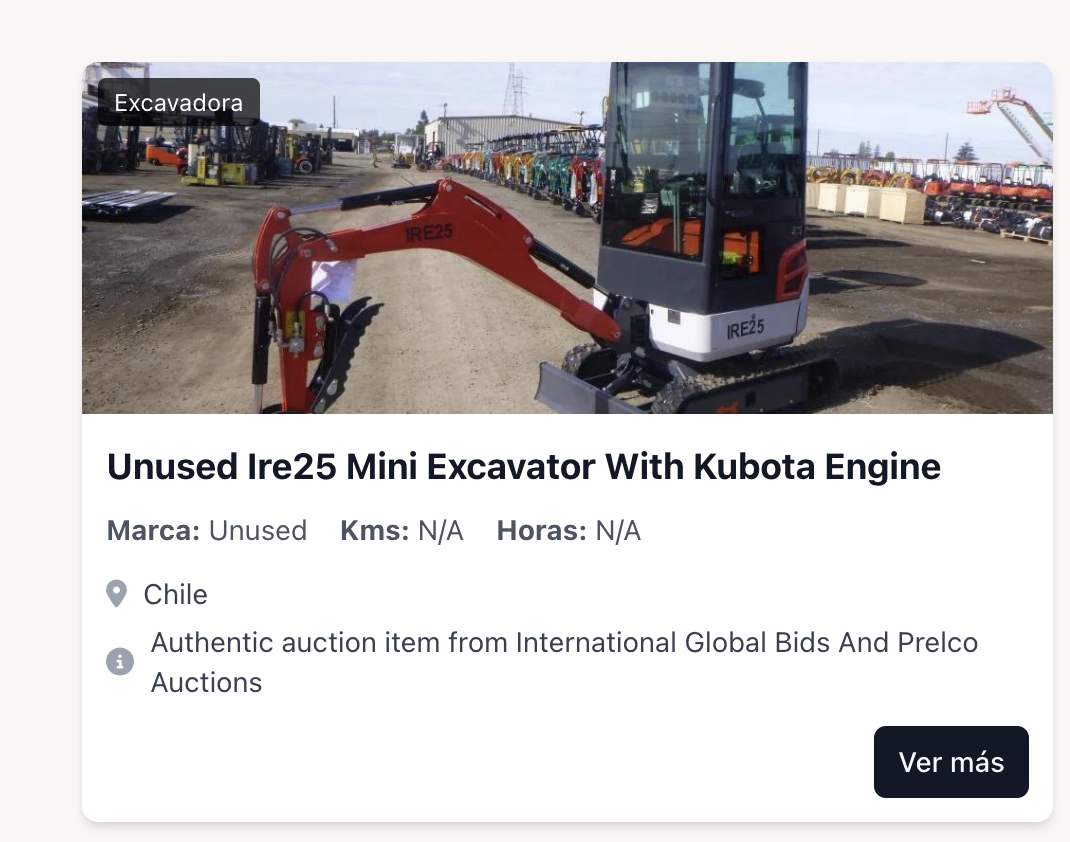 Excavadora
IRE25
IRE25
Unused Ire25 Mini Excavator With Kubota Engine
Marca: Unused Kms: N/A Horas: N/A
Chile
Authentic auction item from International Global Bids And Prelco
Auctions
Ver más